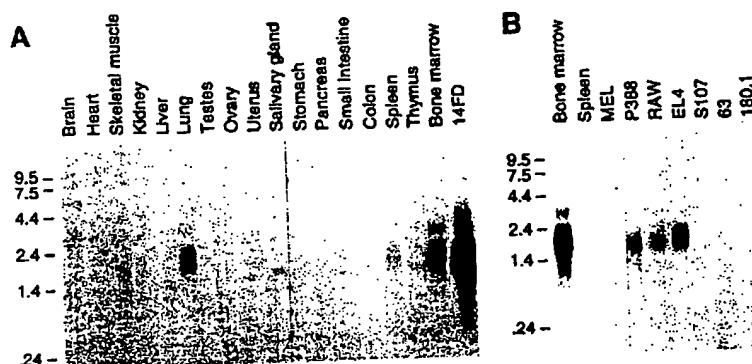 A
Brain
Heart
Skeletal muscle
Kidney
Liver
Lung
Testes
Ovary
Uterus
Salivary gland
Stomach
Pancreas
Small Intestine
Colon
Spleen
Thymus
Bone marrow
14FD
9.5 –
7.5 –
4.4 –
2.4 –
1.4 –
.24 –
B
Bone marrow
Spleen
MEL
P388
RAW
EL4
S107
63
180.1
9.5 –
7.5 –
4.4 –
2.4 –
1.4 –
.24 –